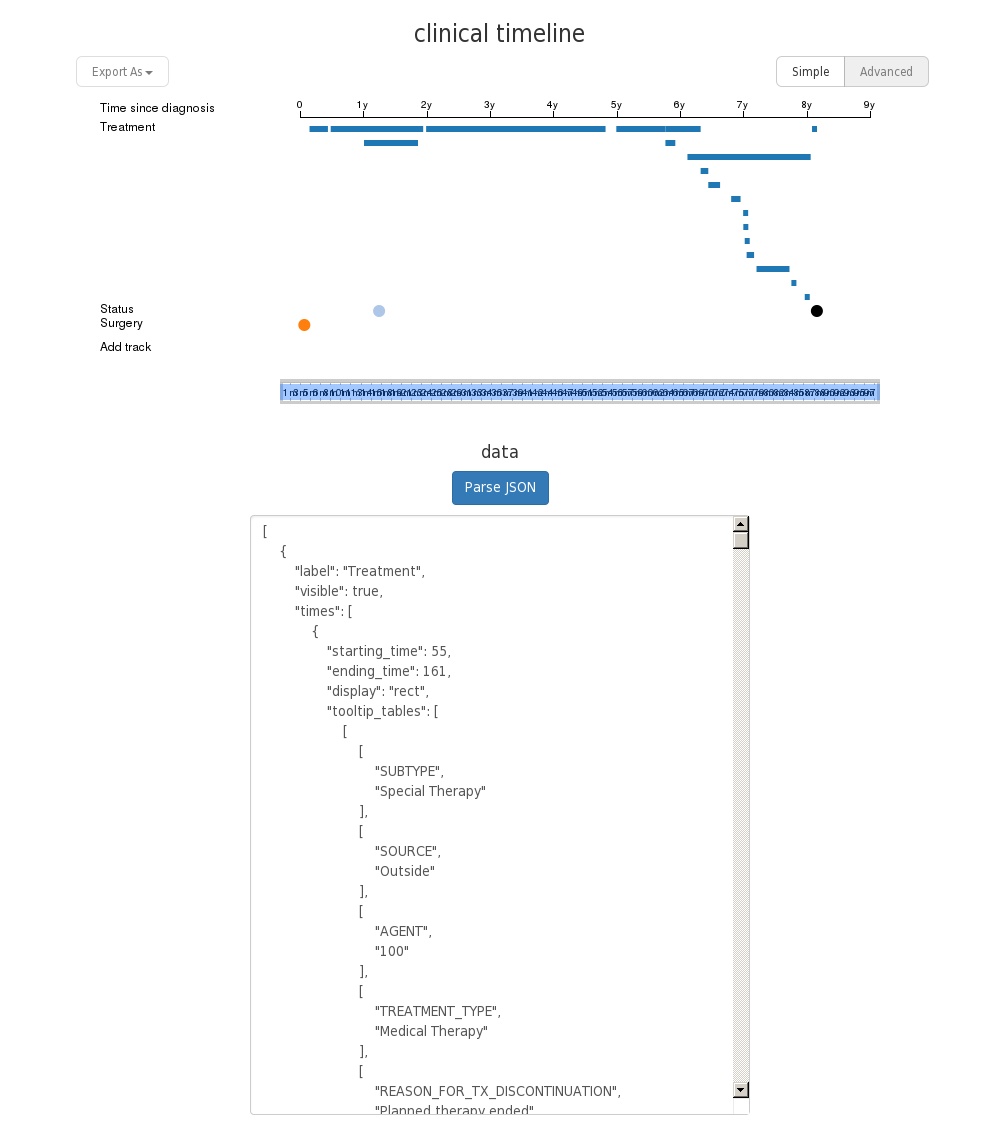 clinical timeline
Export As
Simple
Advanced
Time since diagnosis
0 1y 2y 3y 4y 5y 6y 7y 8y 9y
Treatment
Status
Surgery
Add track
data
Parse JSON
[
{
"label": "Treatment",
"visible": true,
"times": [
{
"starting_time": 55,
"ending_time": 161,
"display": "rect",
"tooltip_tables": [
[
[
"SUBTYPE",
"Special Therapy"
],
[
"SOURCE",
"Outside"
],
[
"AGENT",
"100"
],
[
"TREATMENT_TYPE",
"Medical Therapy"
],
[
"REASON_FOR_TX_DISCONTINUATION",
"Planned therapy ended"